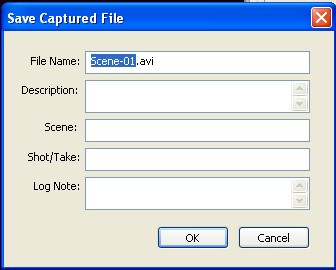 Save Captured File
File Name: Scene-01.avi
Description:
Scene:
Shot/Take:
Log Note:
OK Cancel